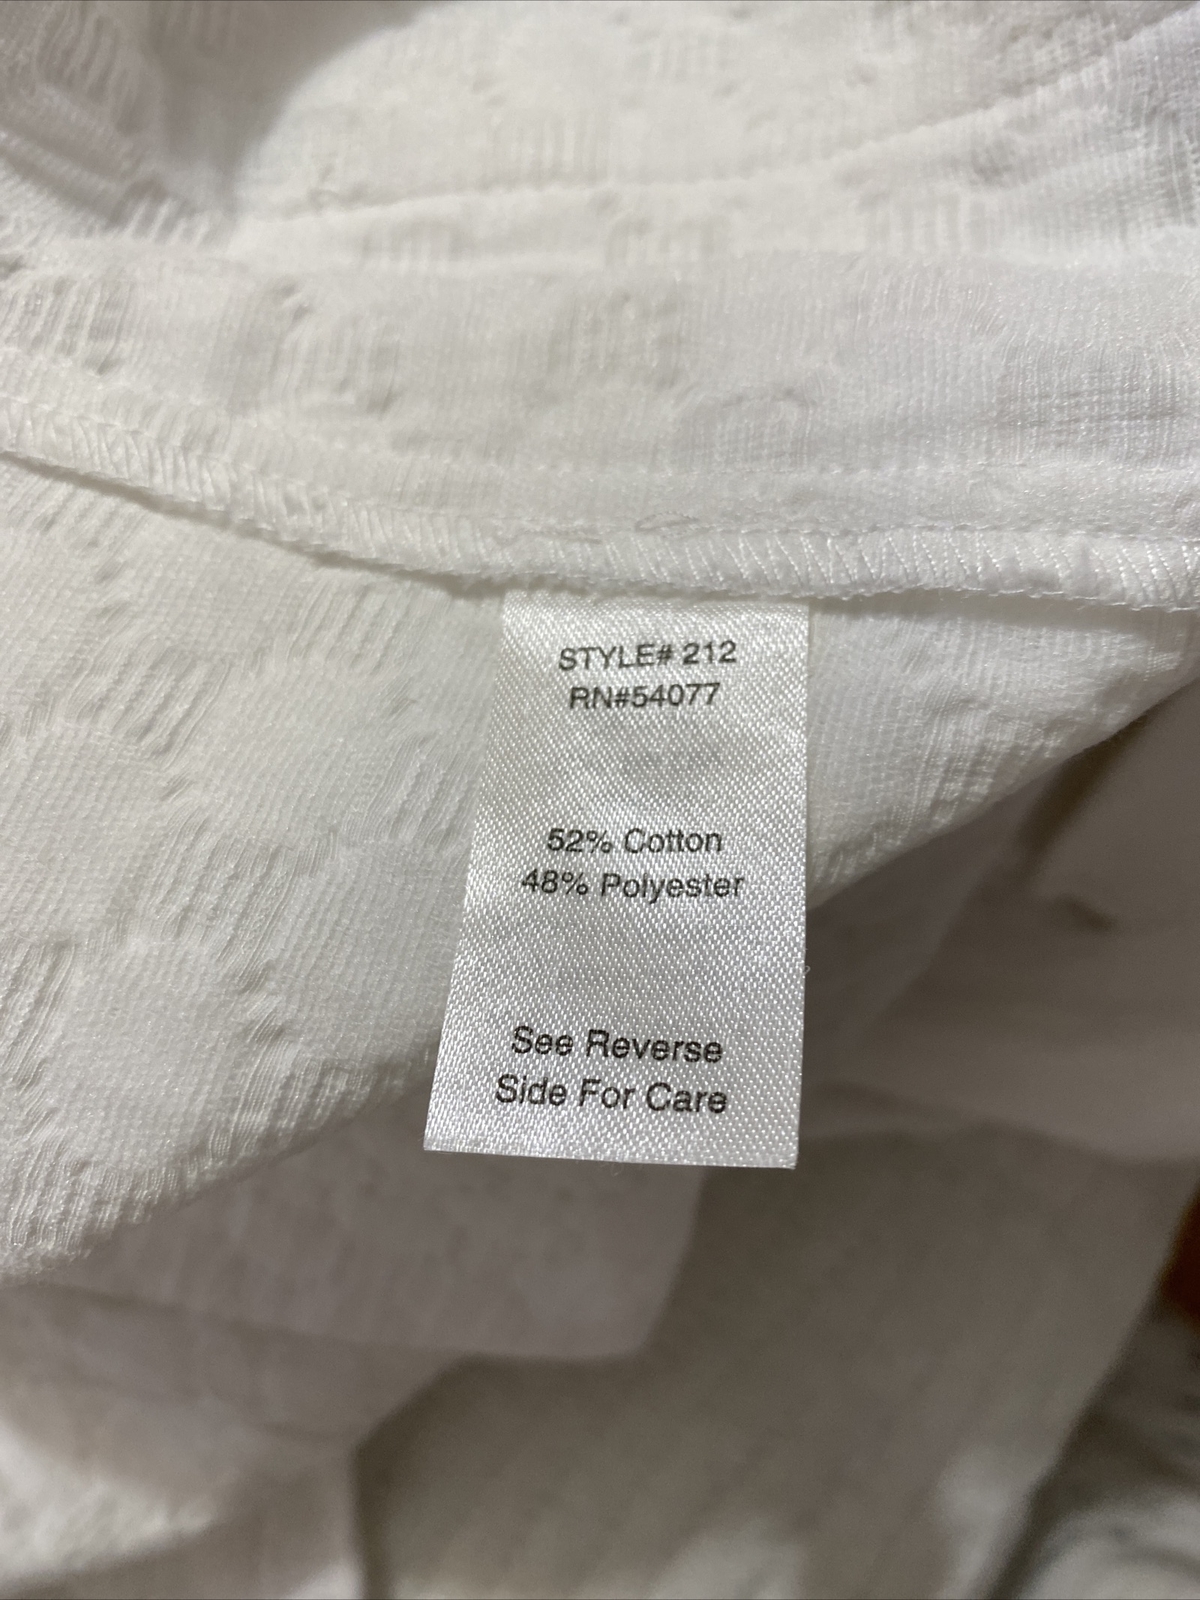 STYLE# 212
RN#54077
52% Cotton
48% Polyester
See Reverse
Side For Care